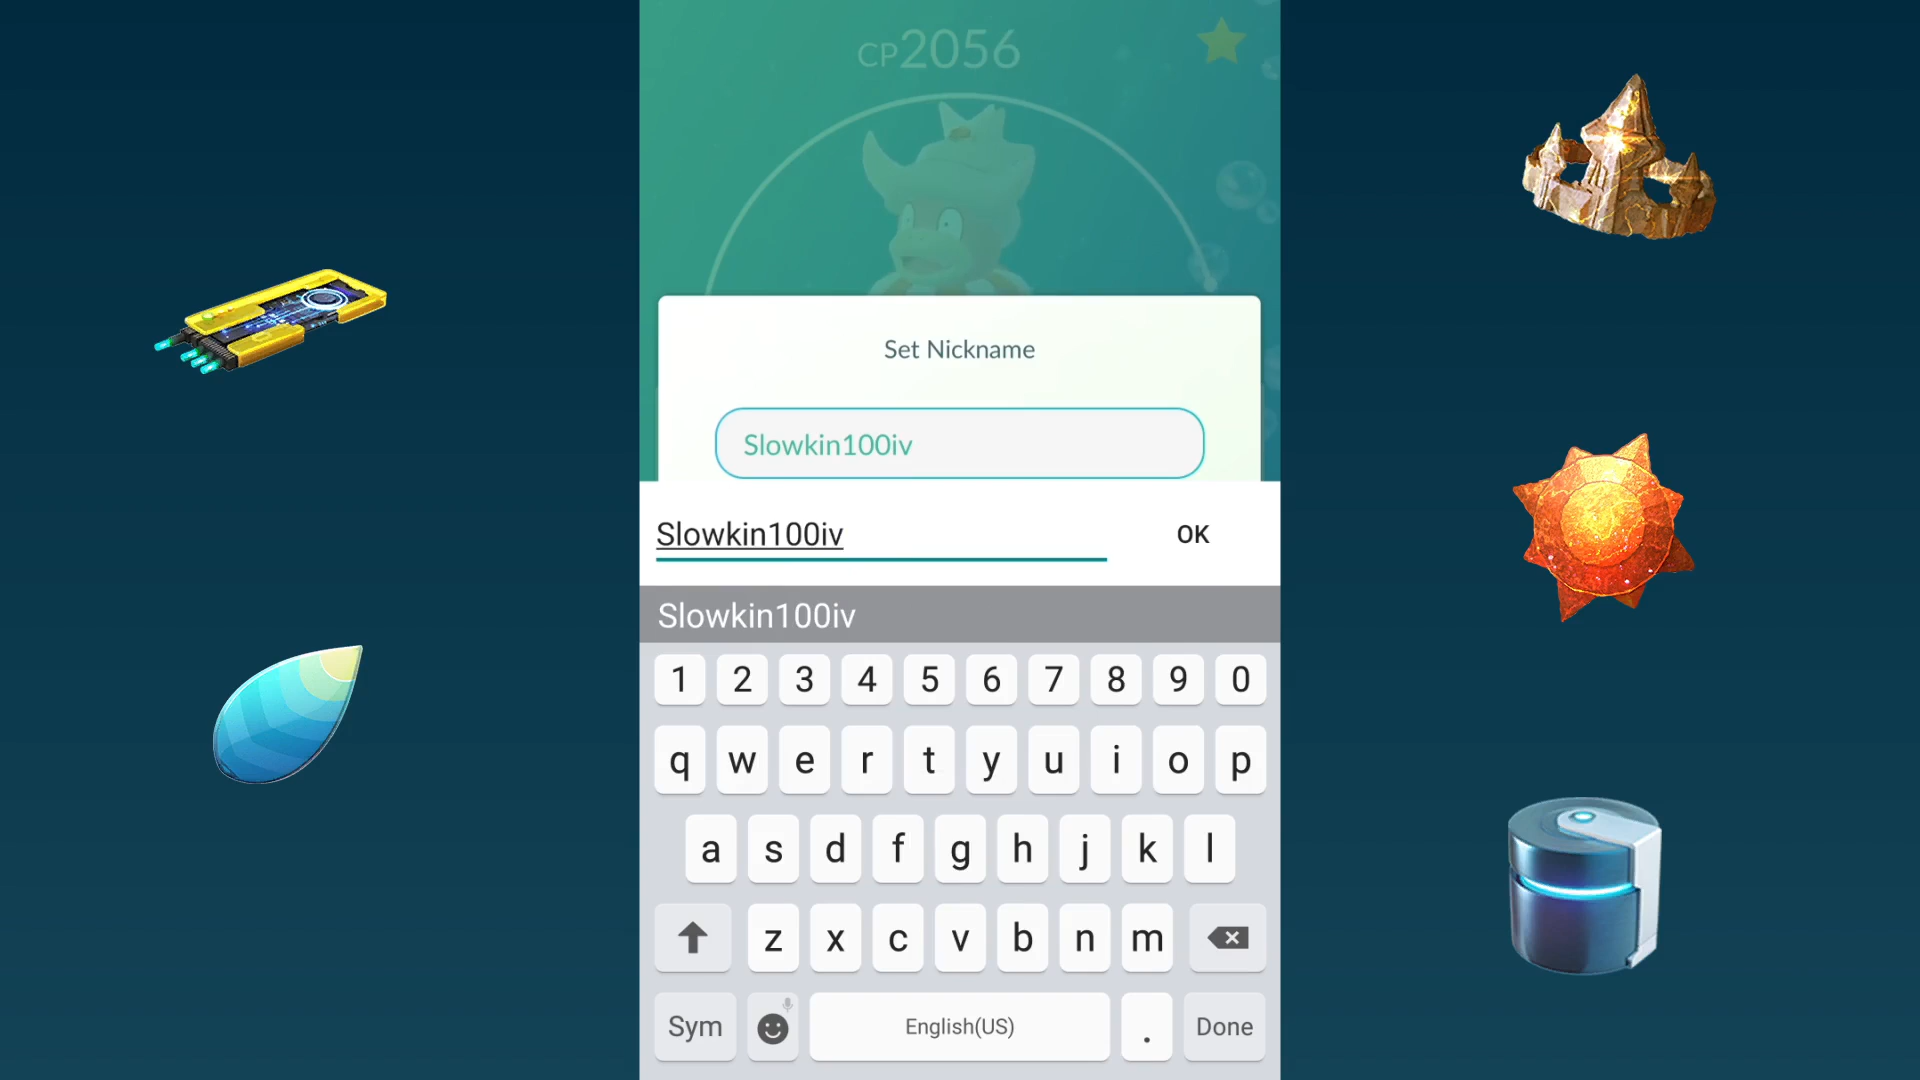 CP2056
Set Nickname
Slowkin100iv
Slowkin100iv OK
Slowkin100iv
1 2 3 4 5 6 7 8 9 0
q w e r t y u i o p
a s d f g h j k l
z x c v b n m
Sym English(US) . Done